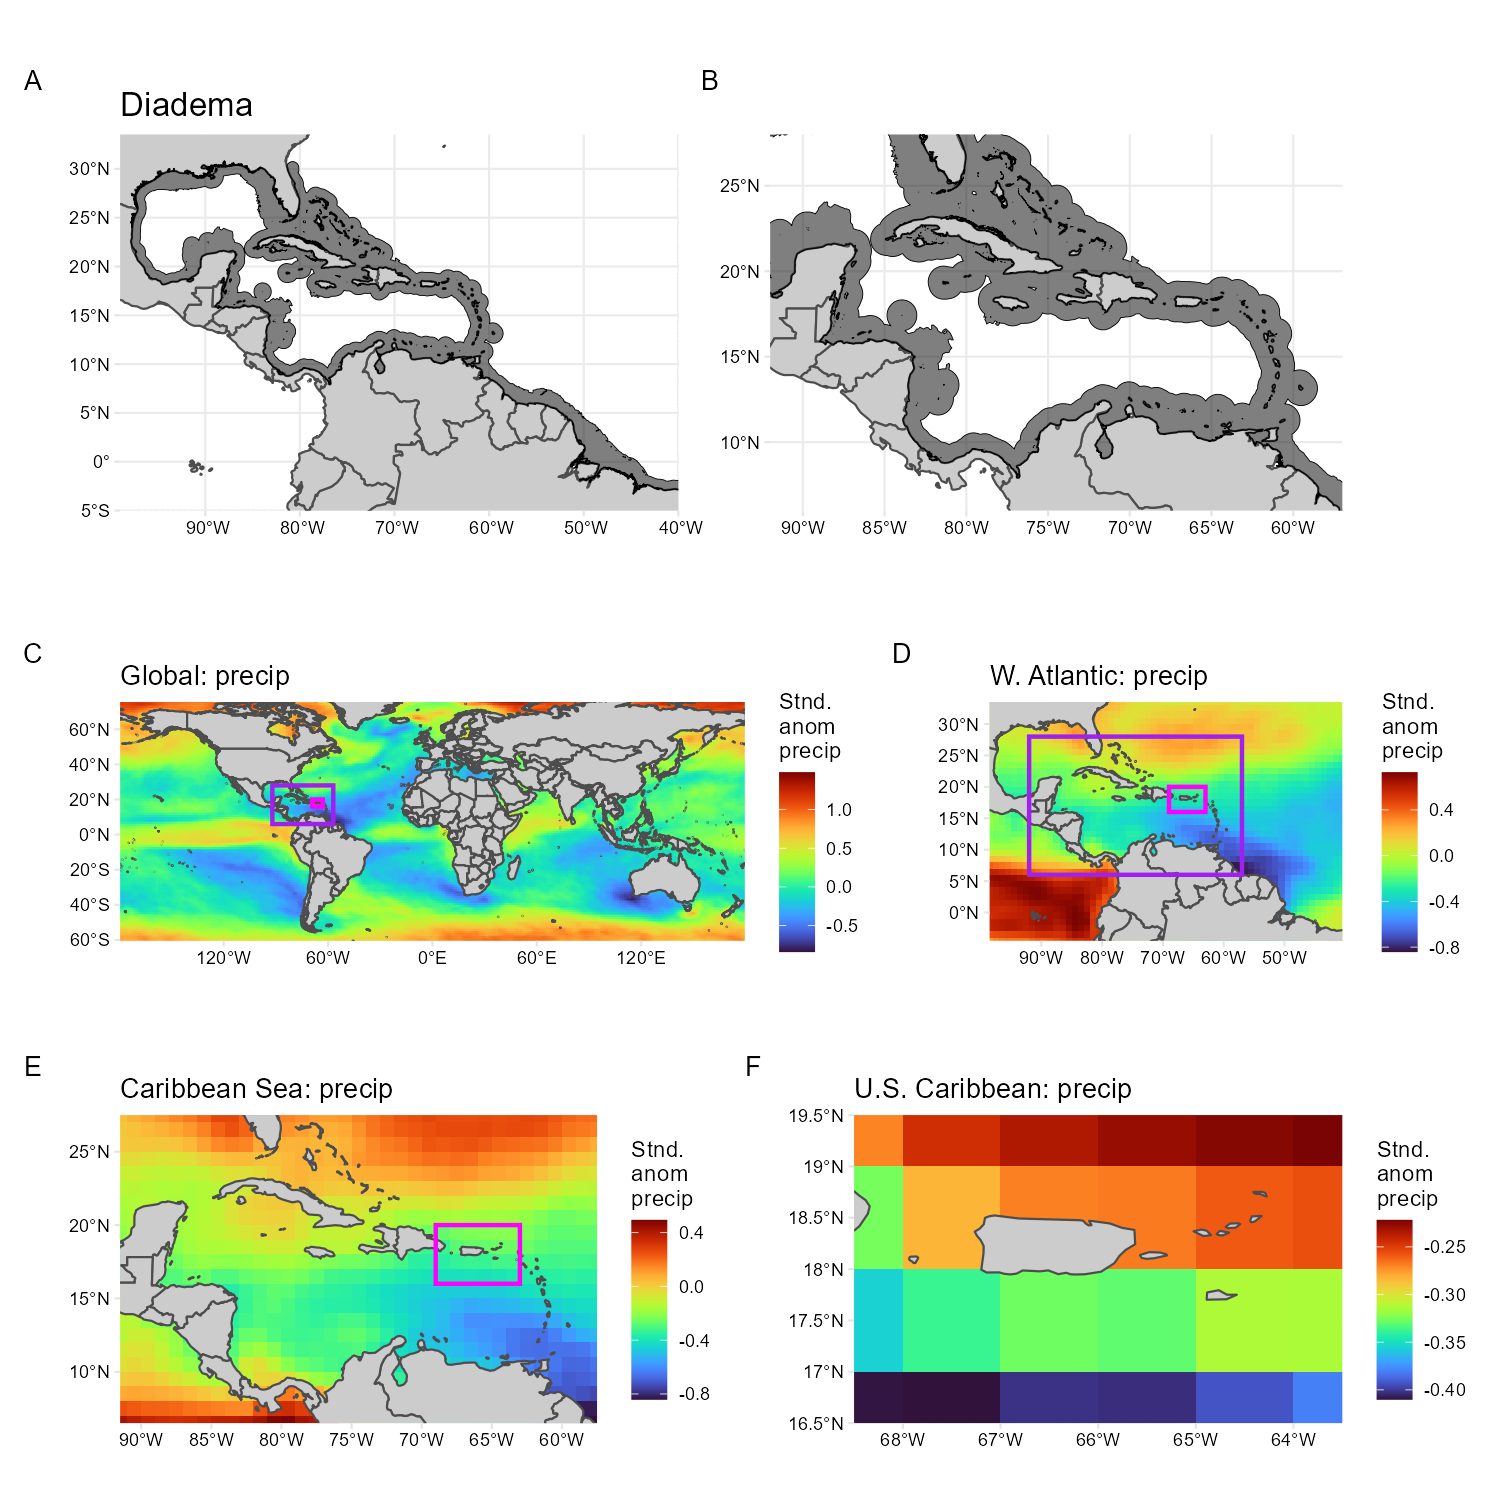 A
Diadema
30°N
25°N
20°N
15°N
10°N
5°N
0°
5°S
90°W 80°W 70°W 60°W 50°W 40°W
B
25°N
20°N
15°N
10°N
90°W 85°W 80°W 75°W 70°W 65°W 60°W
C
Global: precip
60°N
40°N
20°N
0°N
20°S
40°S
60°S
120°W 60°W 0°E 60°E 120°E
Stnd.
anom
precip
1.0
0.5
0.0
-0.5
D
W. Atlantic: precip
30°N
25°N
20°N
15°N
10°N
5°N
0°N
90°W 80°W 70°W 60°W 50°W
Stnd.
anom
precip
0.4
0.0
-0.4
-0.8
E
Caribbean Sea: precip
25°N
20°N
15°N
10°N
90°W 85°W 80°W 75°W 70°W 65°W 60°W
Stnd.
anom
precip
0.4
0.0
-0.4
-0.8
F
U.S. Caribbean: precip
19.5°N
19°N
18.5°N
18°N
17.5°N
17°N
16.5°N
68°W 67°W 66°W 65°W 64°W
Stnd.
anom
precip
-0.25
-0.30
-0.35
-0.40